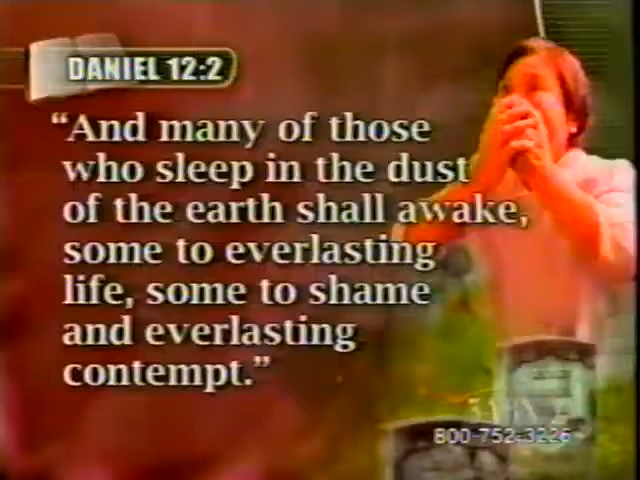 DANIEL 12:2
“And many of those
who sleep in the dust
of the earth shall awake,
some to everlasting
life, some to shame
and everlasting
contempt.”
800-752-3226